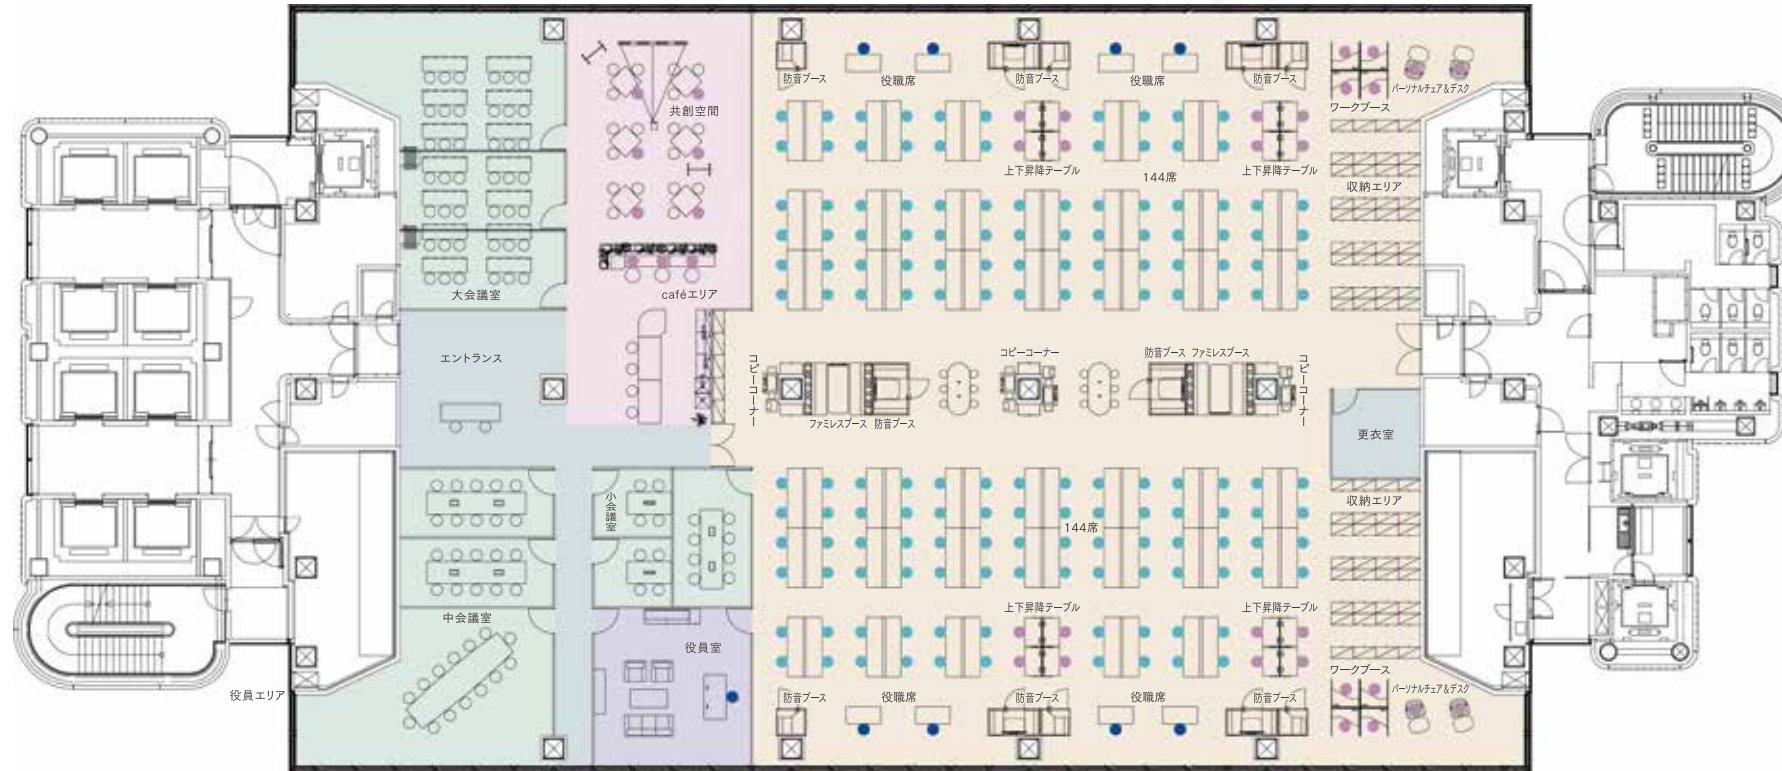 防音ブース
役職席
防音ブース
役職席
防音ブース
パーソナルチェア&デスク
ワークブース
共創空間
上下昇降テーブル
144席
上下昇降テーブル
収納エリア
大会議室
caféエリア
エントランス
コピーコーナー
コピーコーナー
防音ブース
ファミレスブース
コピーコーナー
ファミレスブース
防音ブース
更衣室
小会議室
収納エリア
144席
中会議室
上下昇降テーブル
上下昇降テーブル
役員室
ワークブース
役員エリア
防音ブース
役職席
防音ブース
役職席
防音ブース
パーソナルチェア&デスク